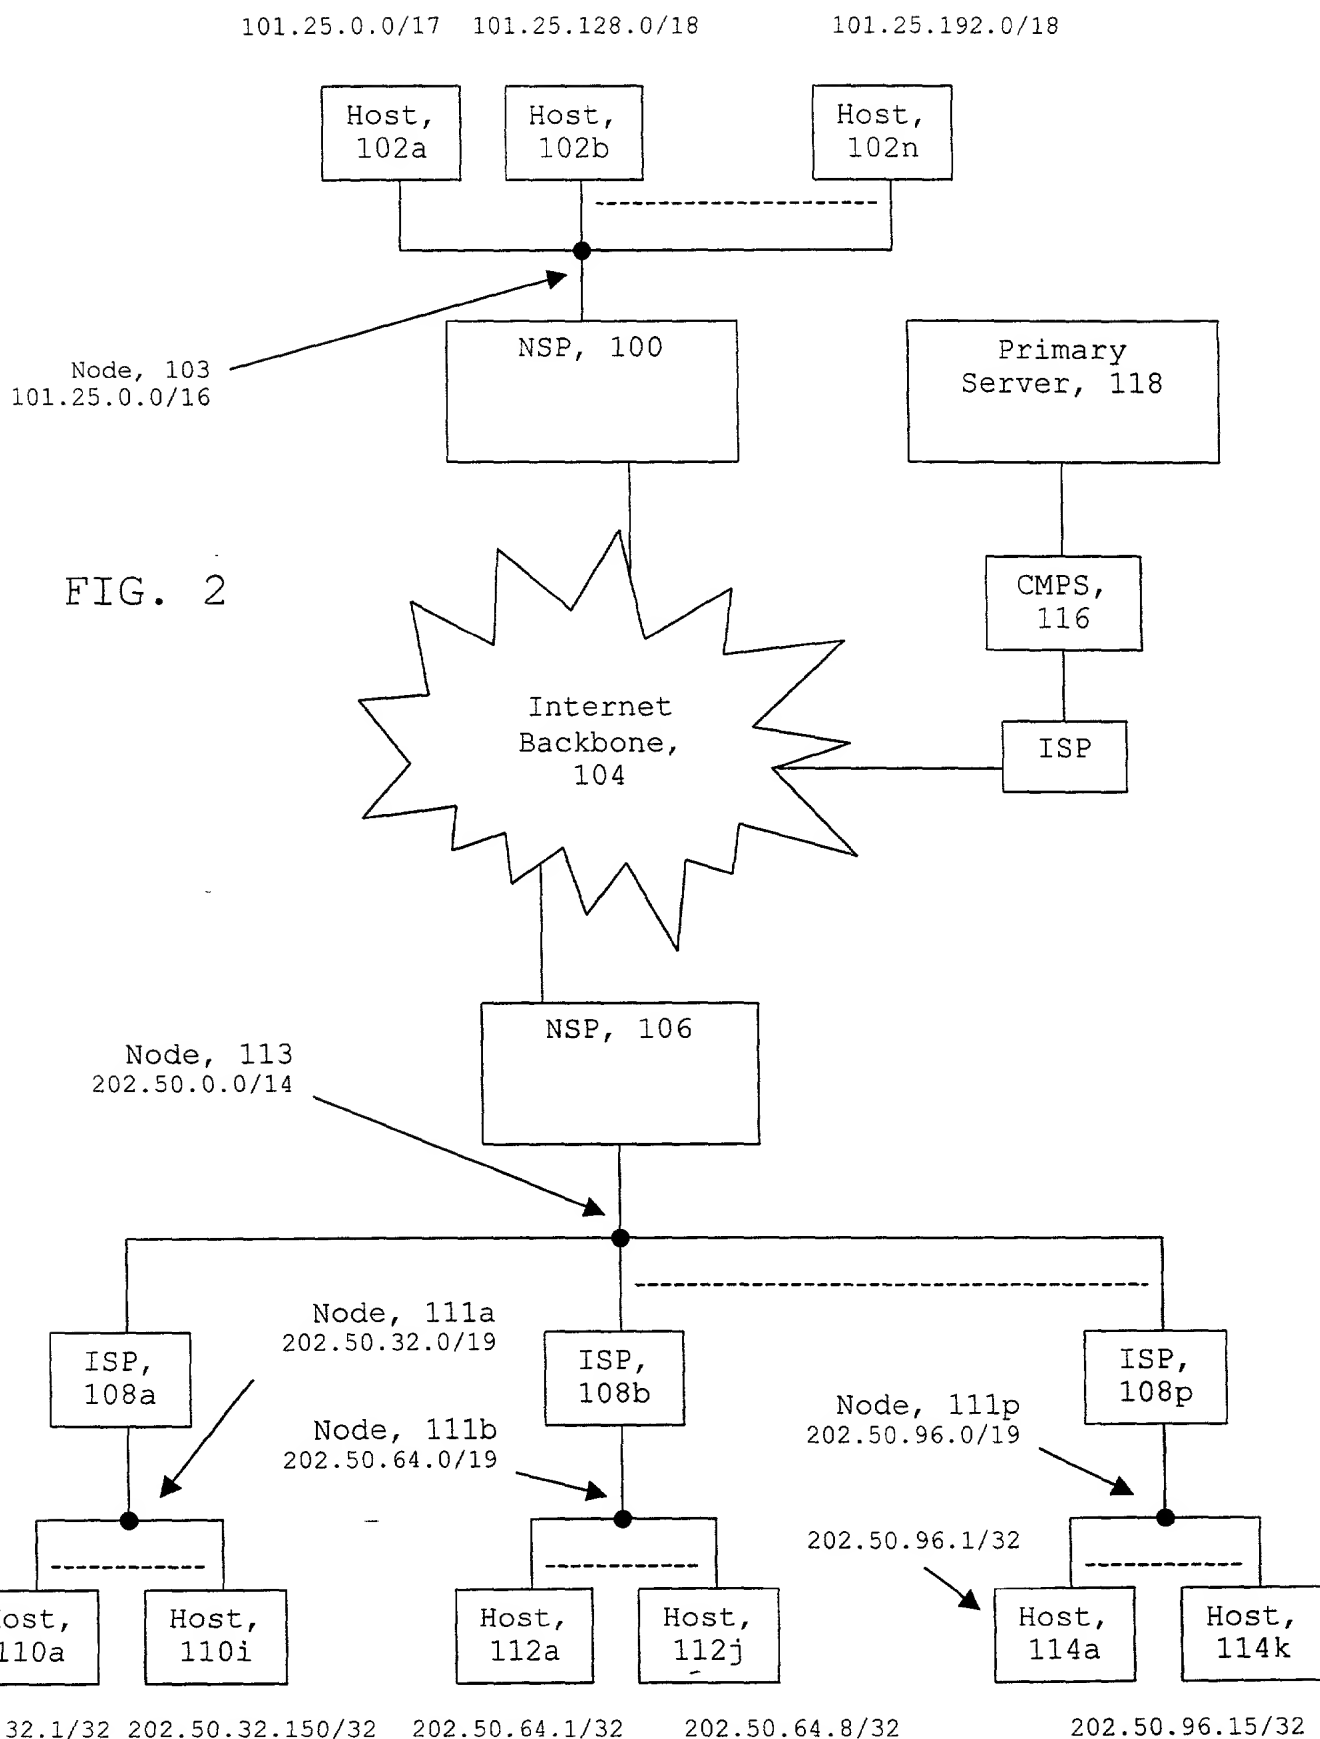 101.25.0.0/17 101.25.128.0/18 101.25.192.0/18
Host,
102a
Host,
102b
Host,
102n
Node, 103
101.25.0.0/16
NSP, 100
Primary
Server, 118
FIG. 2
CMPS,
116
Internet
Backbone,
104
ISP
NSP, 106
Node, 113
202.50.0.0/14
Node, 111a
202.50.32.0/19
ISP,
108a
ISP,
108b
ISP,
108p
Node, 111b
202.50.64.0/19
Node, 111p
202.50.96.0/19
202.50.96.1/32
ost,
110a
Host,
110i
Host,
112a
Host,
112j
Host,
114a
Host,
114k
32.1/32 202.50.32.150/32 202.50.64.1/32 202.50.64.8/32 202.50.96.15/32